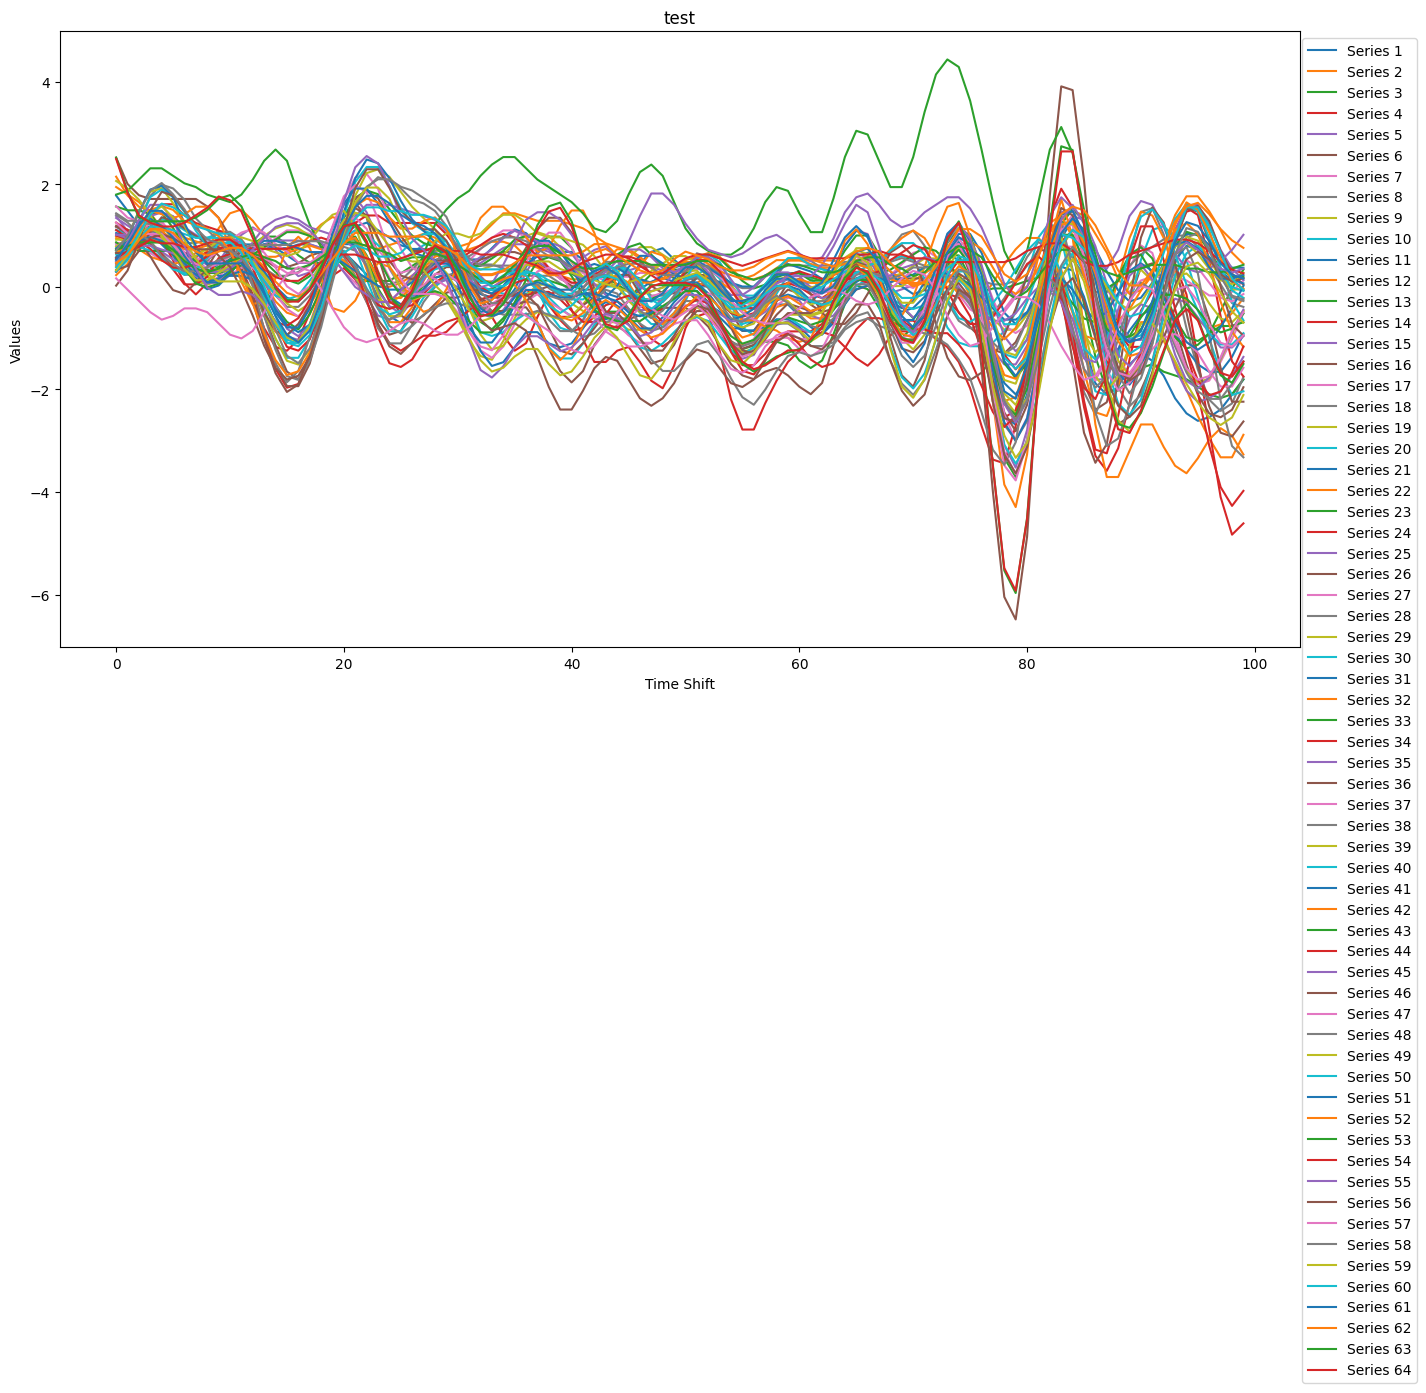 test
4
2
0
−2
−4
−6
Values
0 20 40 60 80 100
Time Shift
Series 1
Series 2
Series 3
Series 4
Series 5
Series 6
Series 7
Series 8
Series 9
Series 10
Series 11
Series 12
Series 13
Series 14
Series 15
Series 16
Series 17
Series 18
Series 19
Series 20
Series 21
Series 22
Series 23
Series 24
Series 25
Series 26
Series 27
Series 28
Series 29
Series 30
Series 31
Series 32
Series 33
Series 34
Series 35
Series 36
Series 37
Series 38
Series 39
Series 40
Series 41
Series 42
Series 43
Series 44
Series 45
Series 46
Series 47
Series 48
Series 49
Series 50
Series 51
Series 52
Series 53
Series 54
Series 55
Series 56
Series 57
Series 58
Series 59
Series 60
Series 61
Series 62
Series 63
Series 64